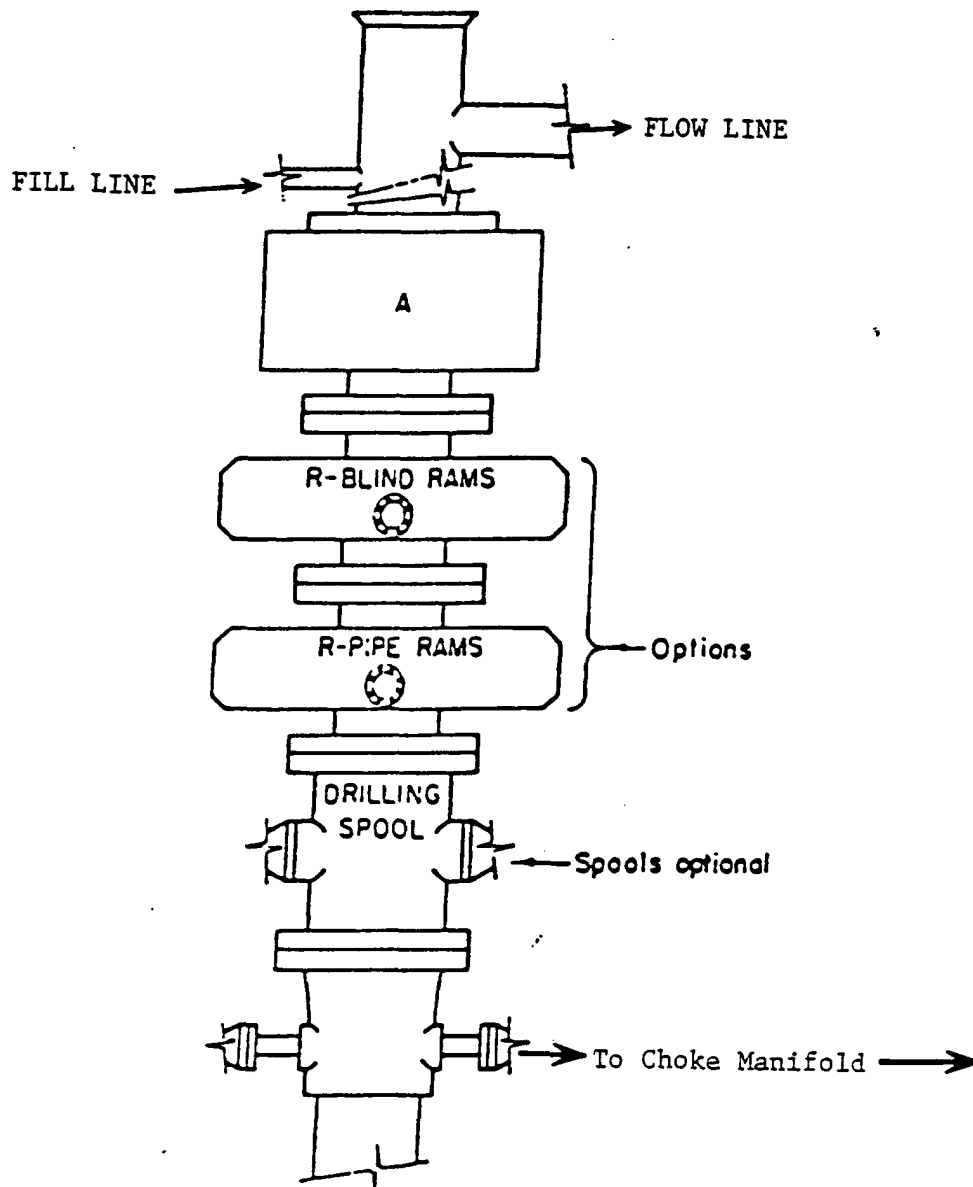 FLOW LINE
FILL LINE
A
R-BLIND RAMS
R-PIPE RAMS
Options
DRILLING
SPOOL
Spools optional
To Choke Manifold